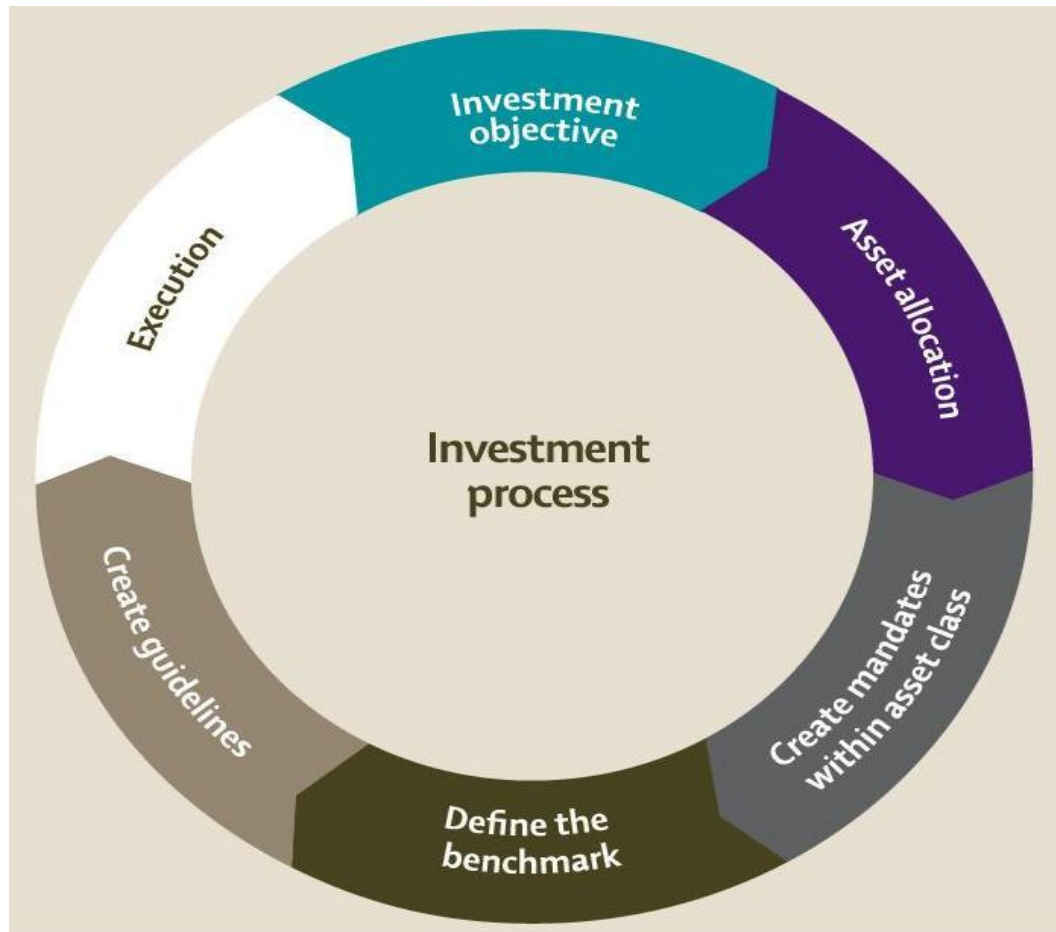 Investment
objective
Asset allocation
Create mandates
within asset class
Define the
benchmark
Create guidelines
Execution
Investment
process